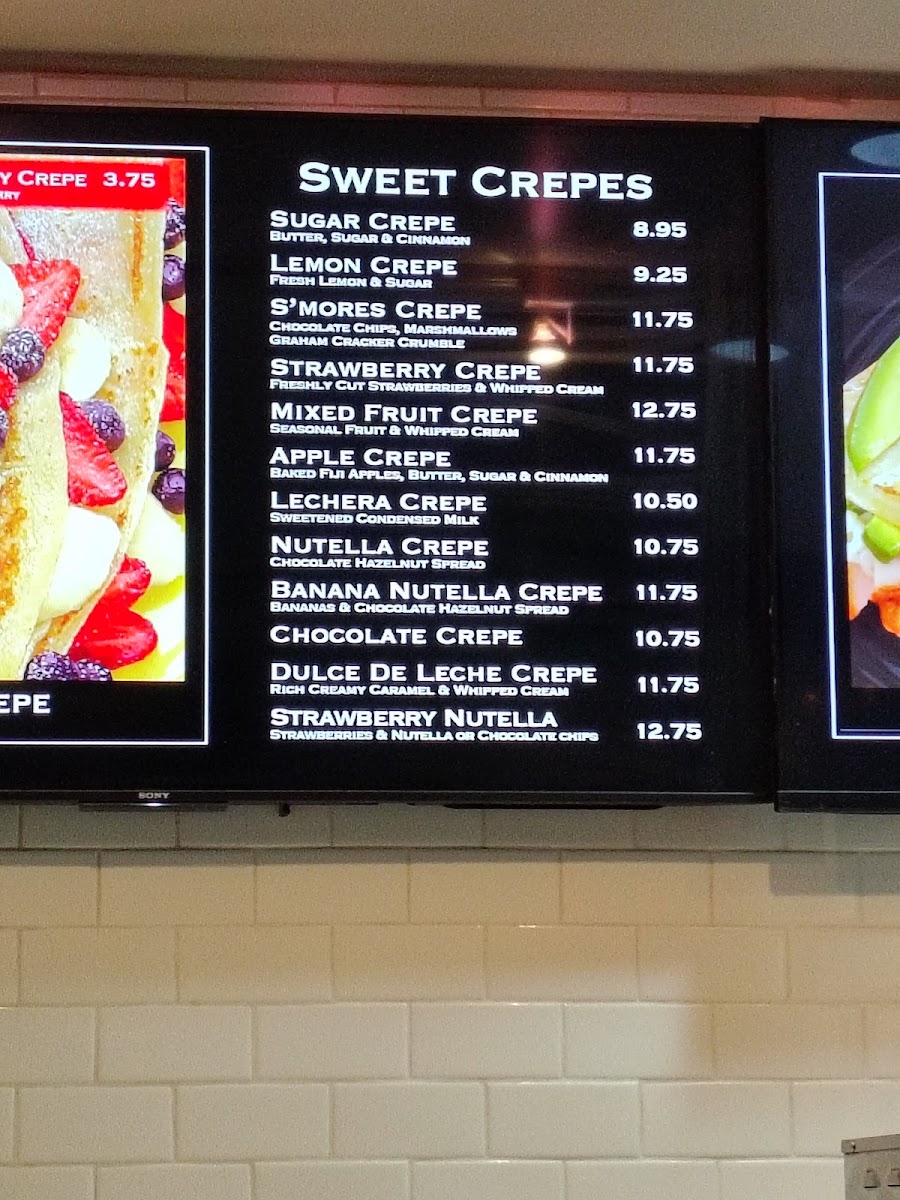 Y CREPE 3.75
RRY
EPE
SWEET CREPES
SUGAR CREPE 8.95
BUTTER, SUGAR & CINNAMON
LEMON CREPE 9.25
FRESH LEMON & SUGAR
S'MORES CREPE 11.75
CHOCOLATE CHIPS, MARSHMALLOWS
GRAHAM CRACKER CRUMBLE
STRAWBERRY CREPE 11.75
FRESHLY CUT STRAWBERRIES & WHIPPED CREAM
MIXED FRUIT CREPE 12.75
SEASONAL FRUIT & WHIPPED CREAM
APPLE CREPE 11.75
BAKED FIJI APPLES, BUTTER, SUGAR & CINNAMON
LECHERA CREPE 10.50
SWEETENED CONDENSED MILK
NUTELLA CREPE 10.75
CHOCOLATE HAZELNUT SPREAD
BANANA NUTELLA CREPE 11.75
BANANAS & CHOCOLATE HAZELNUT SPREAD
CHOCOLATE CREPE 10.75
DULCE DE LECHE CREPE 11.75
RICH CREAMY CARAMEL & WHIPPED CREAM
STRAWBERRY NUTELLA 12.75
STRAWBERRIES & NUTELLA OR CHOCOLATE CHIPS
SONY